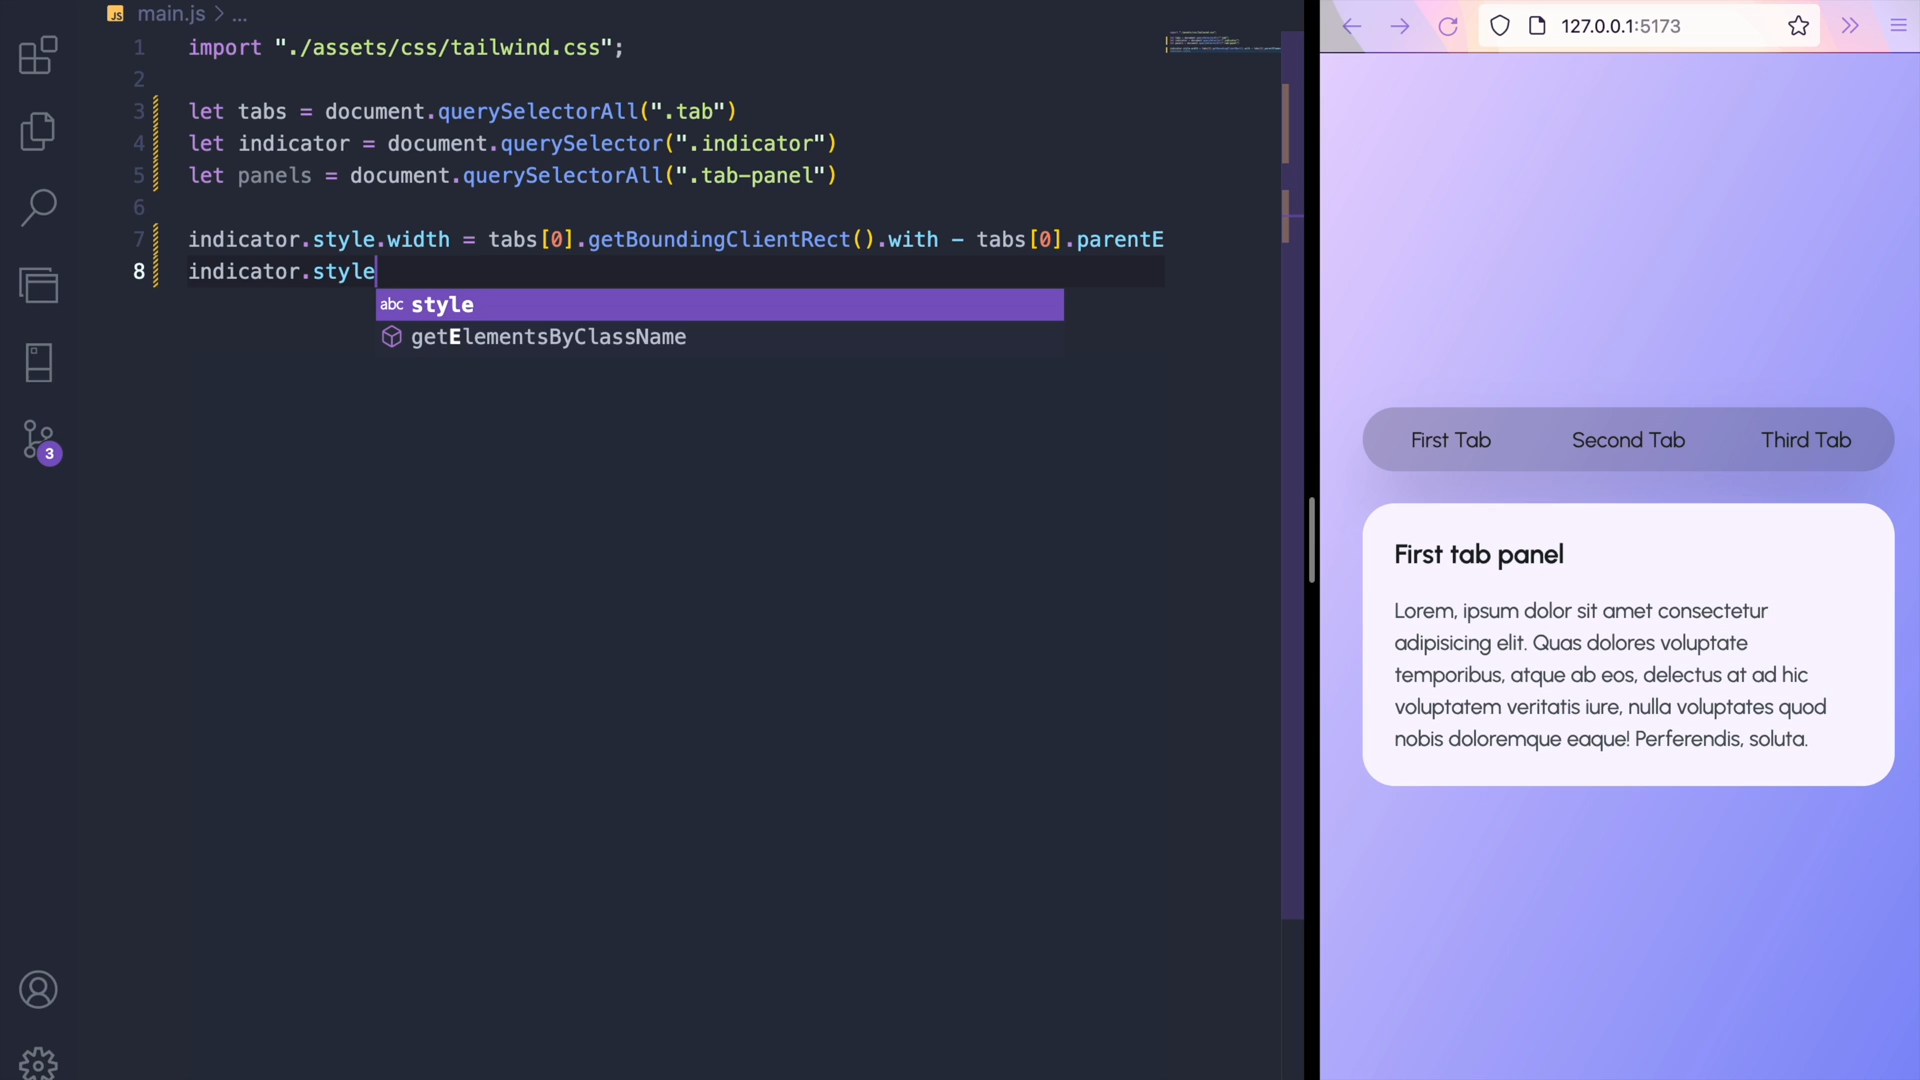 JS main.js > ...
1 import "./assets/css/tailwind.css";
2
3 let tabs = document.querySelectorAll(".tab")
4 let indicator = document.querySelector(".indicator")
5 let panels = document.querySelectorAll(".tab-panel")
6
7 indicator.style.width = tabs[0].getBoundingClientRect().with - tabs[0].parentE
8 indicator.style
abc style
getElementsByClassName
3
127.0.0.1:5173
First Tab Second Tab Third Tab
First tab panel
Lorem, ipsum dolor sit amet consectetur
adipisicing elit. Quas dolores voluptate
temporibus, atque ab eos, delectus at ad hic
voluptatem veritatis iure, nulla voluptates quod
nobis doloremque eaque! Perferendis, soluta.